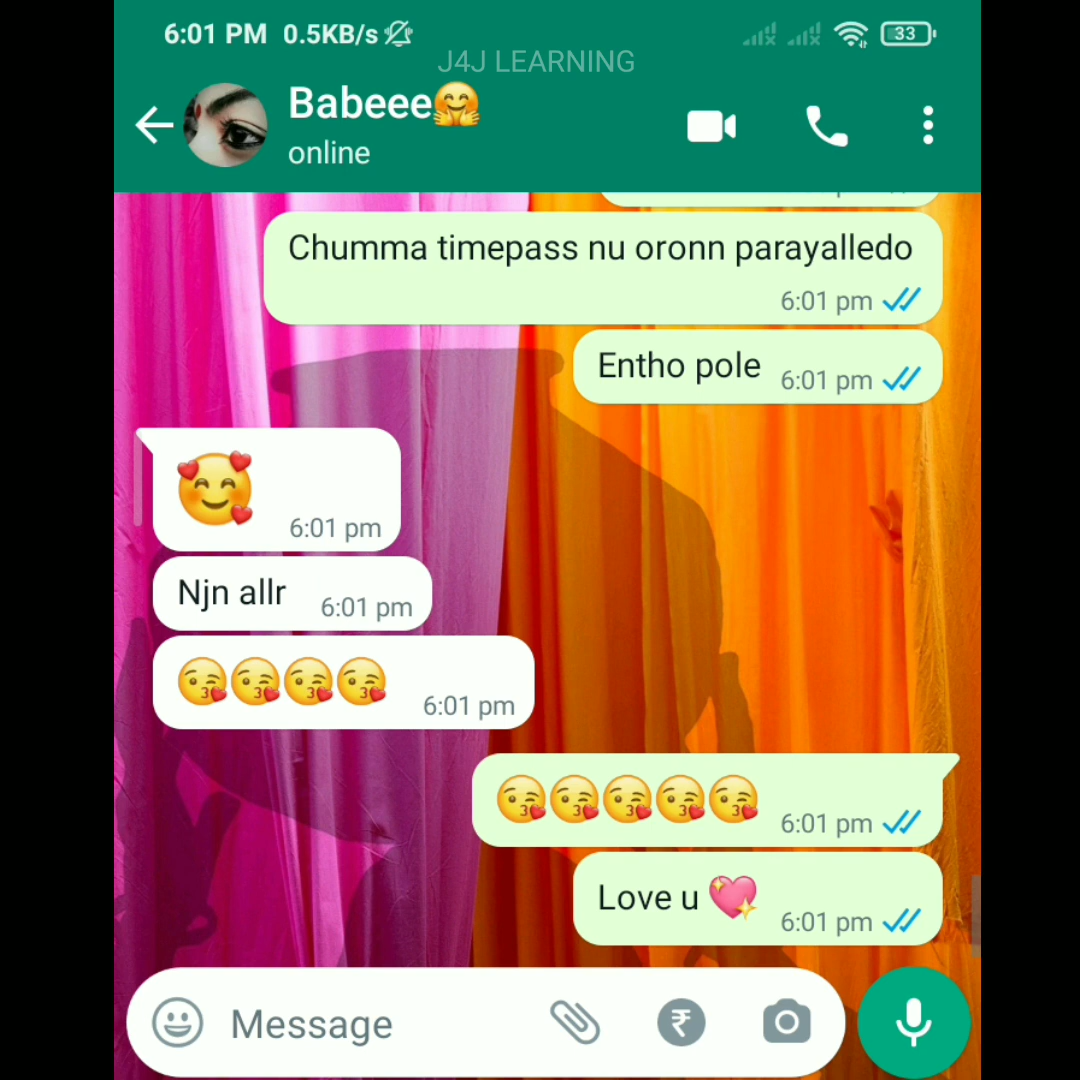 6:01 PM 0.5KB/s 33
J4J LEARNING
Babeee🤗
online
Chumma timepass nu oronn parayalledo
6:01 pm
Entho pole 6:01 pm
🥰 6:01 pm
Njn allr 6:01 pm
😘😘😘😘 6:01 pm
😘😘😘😘😘 6:01 pm
Love u 💖 6:01 pm
Message ₹